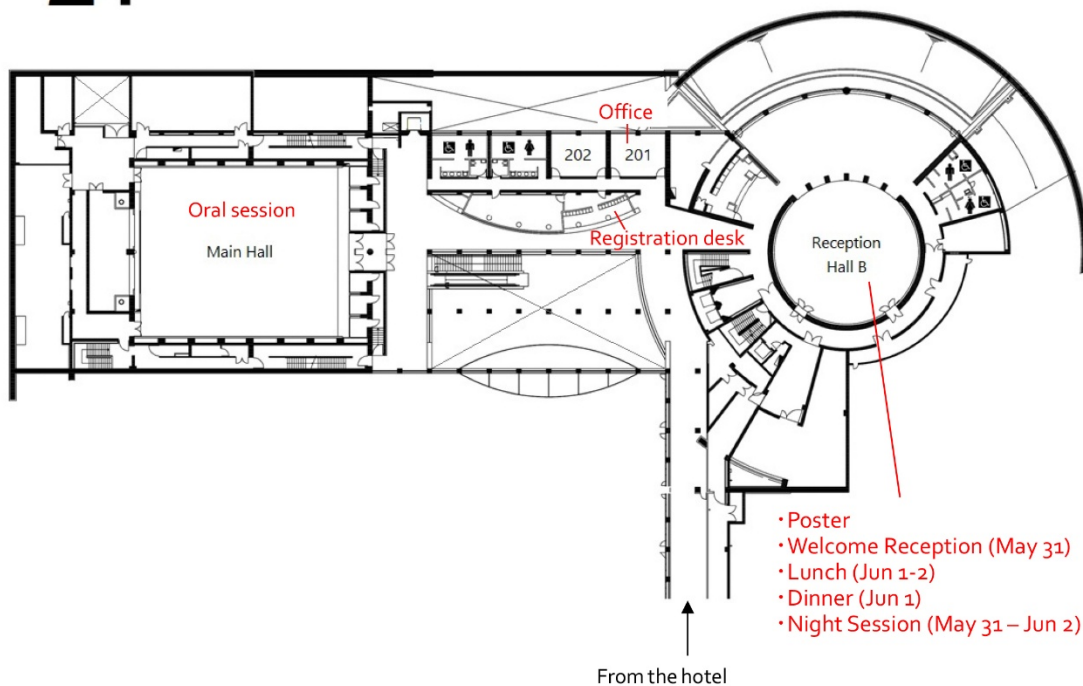 Office
202
201
Oral session
Main Hall
Registration desk
Reception
Hall B
・Poster
・Welcome Reception (May 31)
・Lunch (Jun 1-2)
・Dinner (Jun 1)
・Night Session (May 31 – Jun 2)
From the hotel